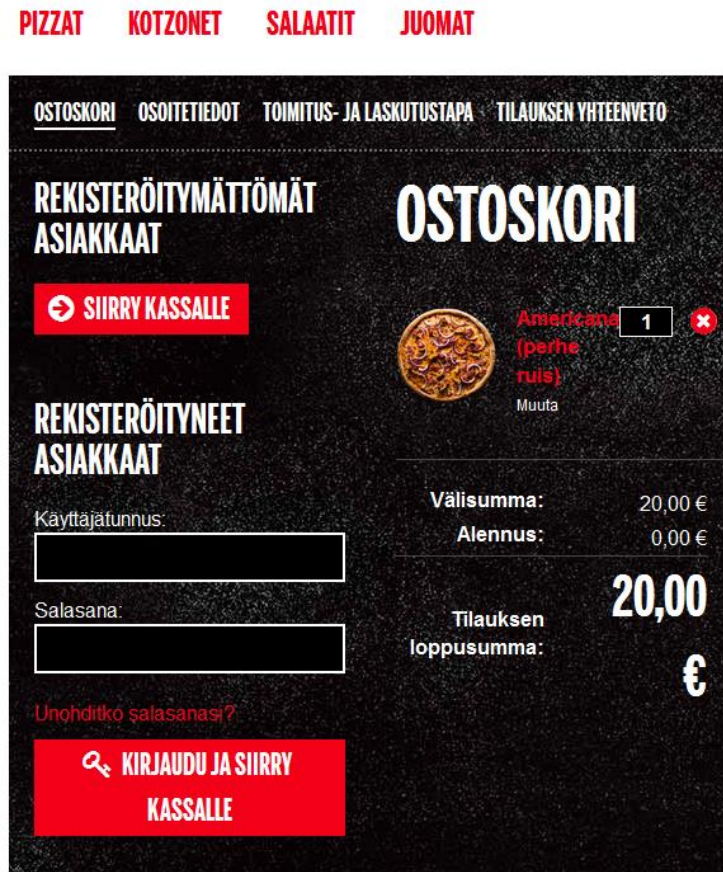 PIZZAT KOTZONET SALAATIT JUOMAT
OSTOSKORI OSOITETIEDOT TOIMITUS- JA LASKUTUSTAPA TILAUKSEN YHTEENVETO
REKISTERÖITYMÄTTÖMÄT
ASIAKKAAT
SIIRRY KASSALLE
REKISTERÖITYNEET
ASIAKKAAT
Käyttäjätunnus:
Salasana:
Unohditko salasanasi?
KIRJAUDU JA SIIRRY
KASSALLE
OSTOSKORI
Americana 1
(perhe
ruis)
Muuta
Välisumma: 20,00 €
Alennus: 0,00 €
Tilauksen
loppusumma:
20,00
€